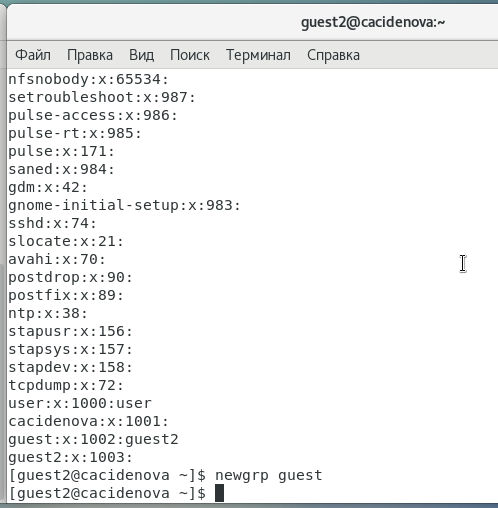 guest2@cacidenova:~
Файл Правка Вид Поиск Терминал Справка
nfsnobody:x:65534:
setroubleshoot:x:987:
pulse-access:x:986:
pulse-rt:x:985:
pulse:x:171:
saned:x:984:
gdm:x:42:
gnome-initial-setup:x:983:
sshd:x:74:
slocate:x:21:
avahi:x:70:
postdrop:x:90:
postfix:x:89:
ntp:x:38:
stapusr:x:156:
stapsys:x:157:
stapdev:x:158:
tcpdump:x:72:
user:x:1000:user
cacidenova:x:1001:
guest:x:1002:guest2
guest2:x:1003:
[guest2@cacidenova ~]$ newgrp guest
[guest2@cacidenova ~]$